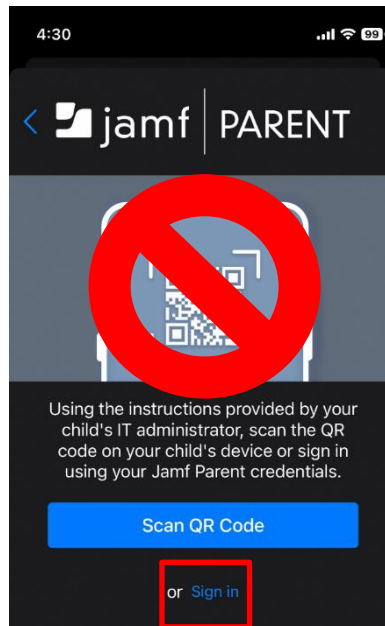 4:30
99
jamf | PARENT
Using the instructions provided by your
child's IT administrator, scan the QR
code on your child's device or sign in
using your Jamf Parent credentials.
Scan QR Code
or Sign in